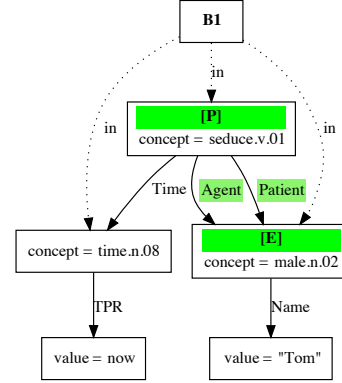 B1
in
[P]
concept = seduce.v.01
in
in
Time
Agent
Patient
concept = time.n.08
[E]
concept = male.n.02
TPR
Name
value = now
value = "Tom"